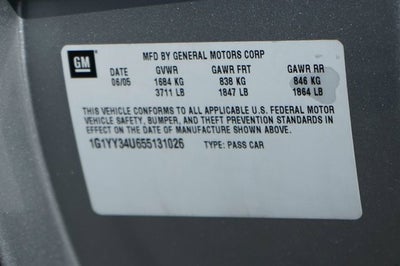 GM
MFD BY GENERAL MOTORS CORP
DATE GVWR GAWR FRT GAWR RR
06/05 1684 KG 838 KG 846 KG
3711 LB 1847 LB 1864 LB
THIS VEHICLE CONFORMS TO ALL APPLICABLE U.S. FEDERAL MOTOR
VEHICLE SAFETY, BUMPER, AND THEFT PREVENTION STANDARDS IN
EFFECT ON THE DATE OF MANUFACTURE SHOWN ABOVE.
1G1YY34U655131026 TYPE: PASS CAR